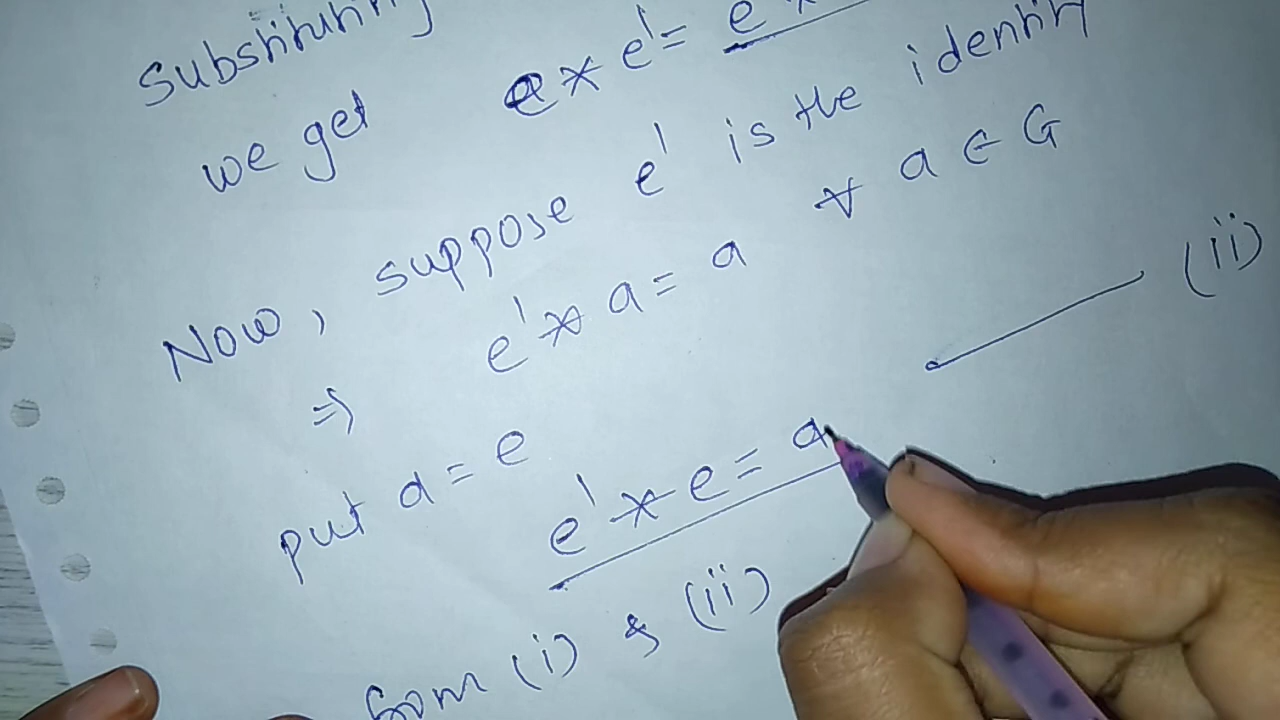 Substituting
we get e * e' = e *
Now, suppose e' is the identity
⇒ e' * a = a ∀ a ∈ G
(ii)
put a = e
e' * e = a
from (i) & (ii)